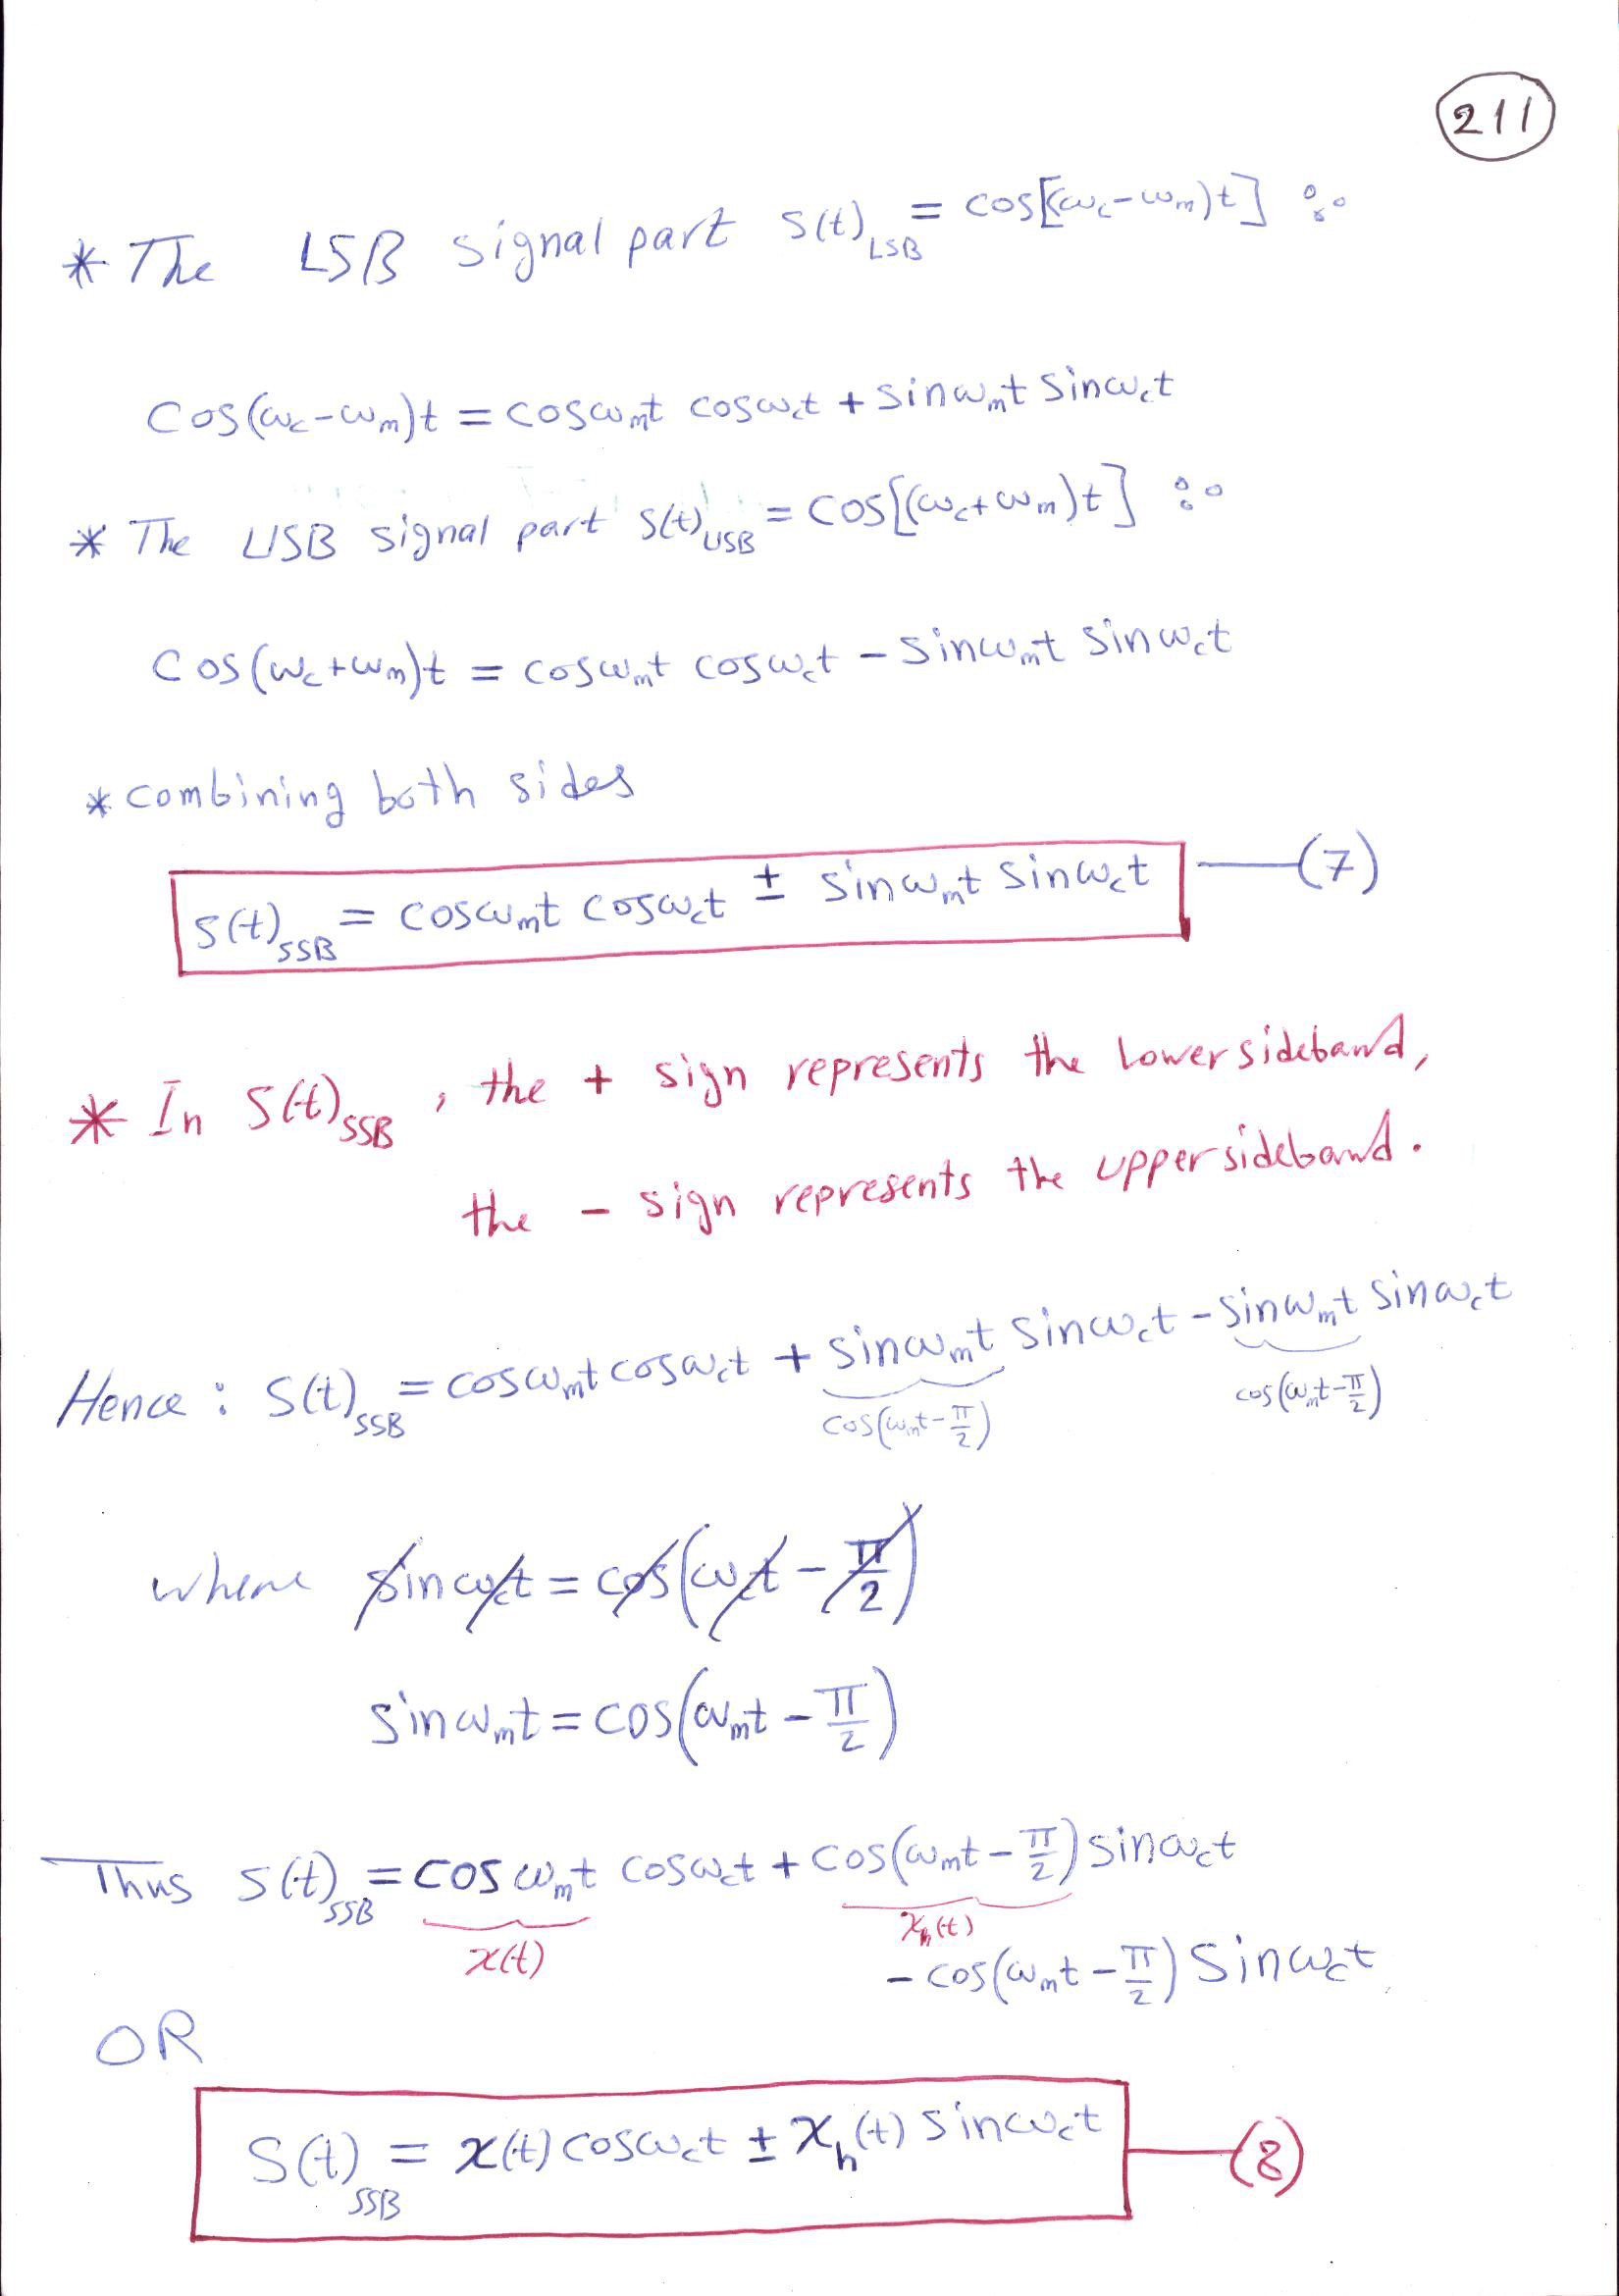 211
* The LSB signal part S(t)LSB = cos[(ωc-ωm)t] :-
Cos(ωc-ωm)t = cosωmt cosωct + sinωmt sinωct
* The USB signal part S(t)USB = cos[(ωc+ωm)t] :-
Cos(ωc+ωm)t = cosωmt cosωct - sinωmt sinωct
* combining both sides
S(t)SSB = cosωmt cosωct ± sinωmt sinωct —(7)
* In S(t)SSB, the + sign represents the Lower sideband,
the - sign represents the upper sideband.
Hence : S(t)SSB = cosωmt cosωct + sinωmt sinωct - sinωmt sinωct
cos(ωmt-π/2) cos(ωmt-π/2)
where sinωct = cos(ωct - π/2)
sinωmt = cos(ωmt - π/2)
Thus S(t)SSB = cosωmt cosωct + cos(ωmt - π/2) sinωct
x(t) xh(t)
- cos(ωmt - π/2) sinωct
OR
S(t)SSB = x(t) cosωct ± xh(t) sinωct —(8)